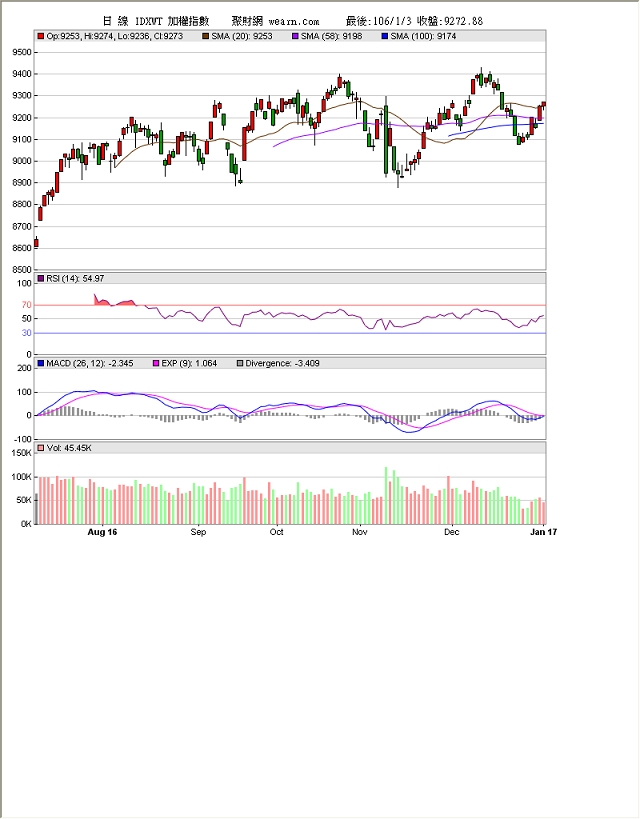 日 線 IDXWT 加權指數 聚財網 wearn.com 最後:106/1/3 收盤:9272.88
Op:9253, Hi:9274, Lo:9236, Cl:9273 SMA (20): 9253 SMA (58): 9198 SMA (100): 9174
9500
9400
9300
9200
9100
9000
8900
8800
8700
8600
8500
RSI (14): 54.97
100
70
50
30
0
MACD (26, 12): -2.345 EXP (9): 1.064 Divergence: -3.409
200
100
0
-100
Vol: 45.45K
150K
100K
50K
0K
Aug 16 Sep Oct Nov Dec Jan 17